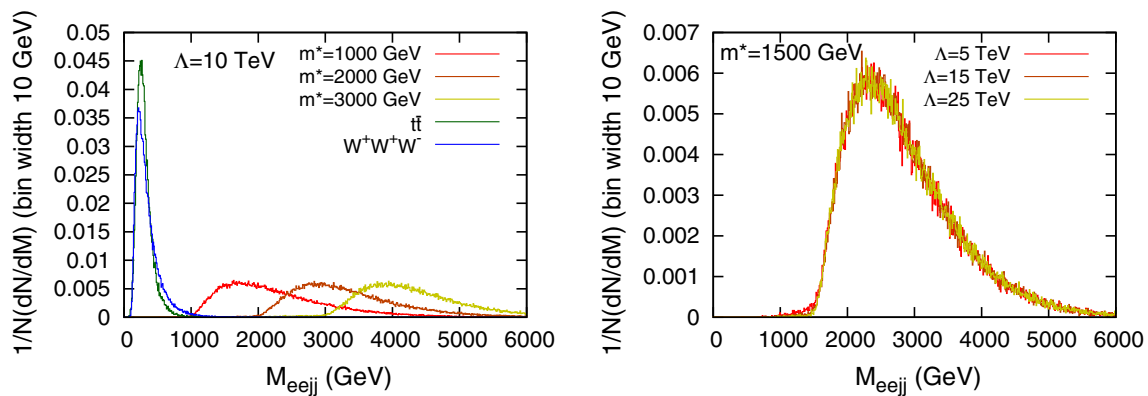 1/N(dN/dM) (bin width 10 GeV)
0.05
0.045
0.04
0.035
0.03
0.025
0.02
0.015
0.01
0.005
0
Λ=10 TeV
m*=1000 GeV
m*=2000 GeV
m*=3000 GeV
tt̄
W⁺W⁺W⁻
0 1000 2000 3000 4000 5000 6000
M_eejj (GeV)
1/N(dN/dM) (bin width 10 GeV)
0.007
0.006
0.005
0.004
0.003
0.002
0.001
0
m*=1500 GeV
Λ=5 TeV
Λ=15 TeV
Λ=25 TeV
0 1000 2000 3000 4000 5000 6000
M_eejj (GeV)